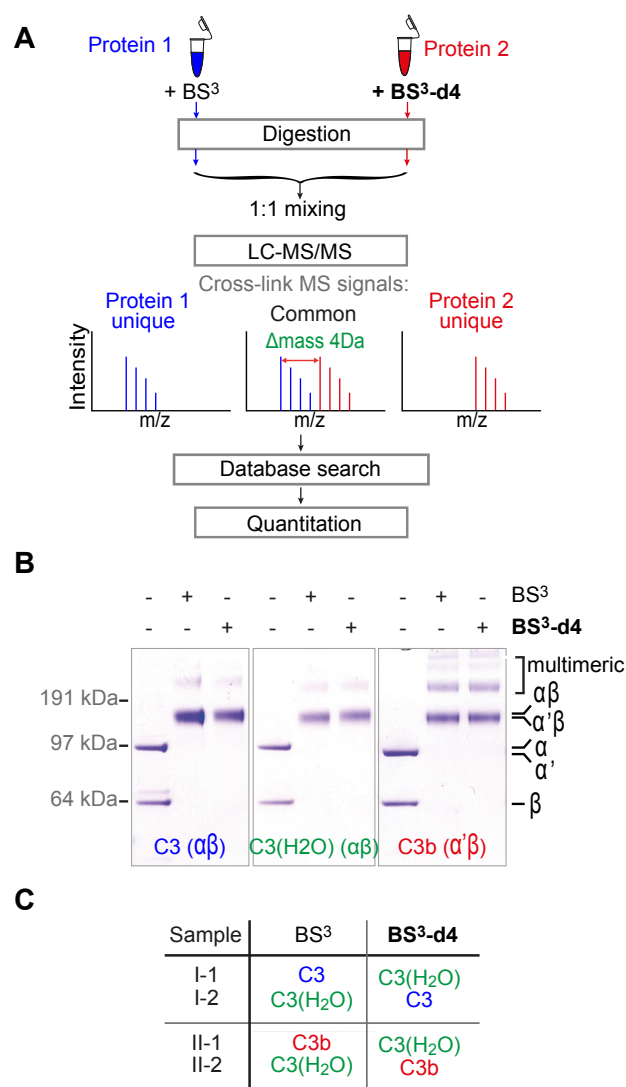 A
Protein 1
Protein 2
+ BS³
+ BS³-d4
Digestion
1:1 mixing
LC-MS/MS
Cross-link MS signals:
Protein 1
unique
Common
Δmass 4Da
Protein 2
unique
Intensity
m/z
m/z
m/z
Database search
Quantitation
B
- + - - + - - + - BS³
- - + - - + - - + BS³-d4
multimeric
191 kDa
αβ
α'β
97 kDa
α
α'
64 kDa
β
C3 (αβ)
C3(H2O) (αβ)
C3b (α'β)
C
Sample BS³ BS³-d4
I-1 C3 C3(H₂O)
I-2 C3(H₂O) C3
II-1 C3b C3(H₂O)
II-2 C3(H₂O) C3b